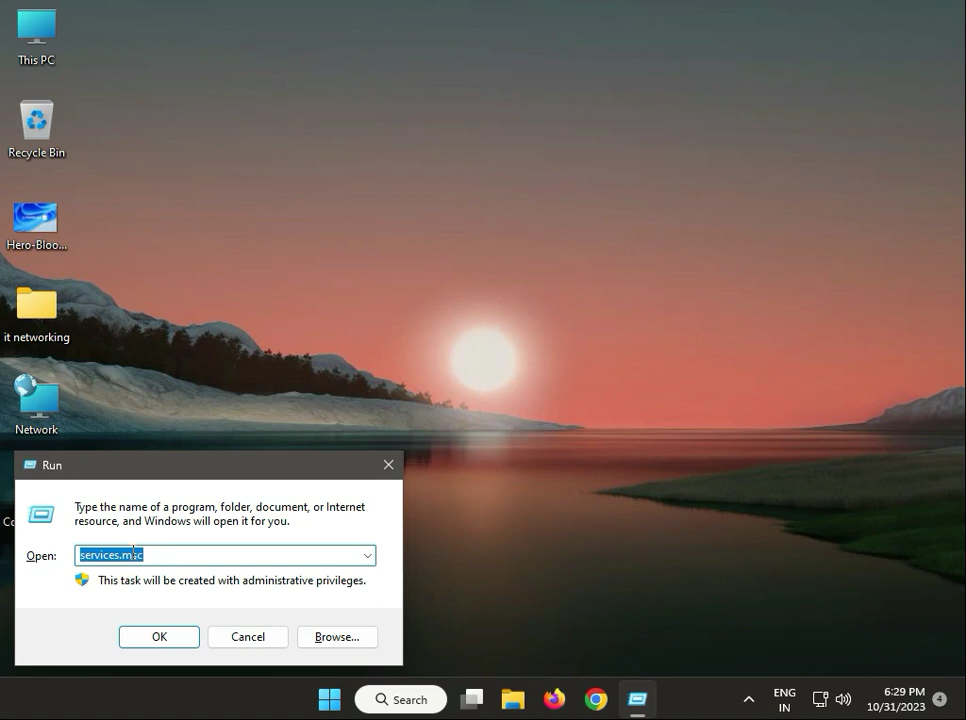 This PC
Recycle Bin
Hero-Bloo...
it networking
Network
Run
Type the name of a program, folder, document, or Internet
resource, and Windows will open it for you.
Open:
services.msc
This task will be created with administrative privileges.
OK
Cancel
Browse...
Search
ENG
IN
6:29 PM
10/31/2023
4